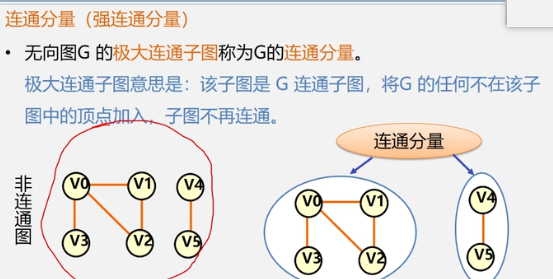 连通分量（强连通分量）
• 无向图G 的极大连通子图称为G的连通分量。
极大连通子图意思是：该子图是 G 连通子图，将G 的任何不在该子
图中的顶点加入，子图不再连通。
连通分量
非连通图
V0 V1 V4
V3 V2 V5
V0 V1 V4
V3 V2 V5